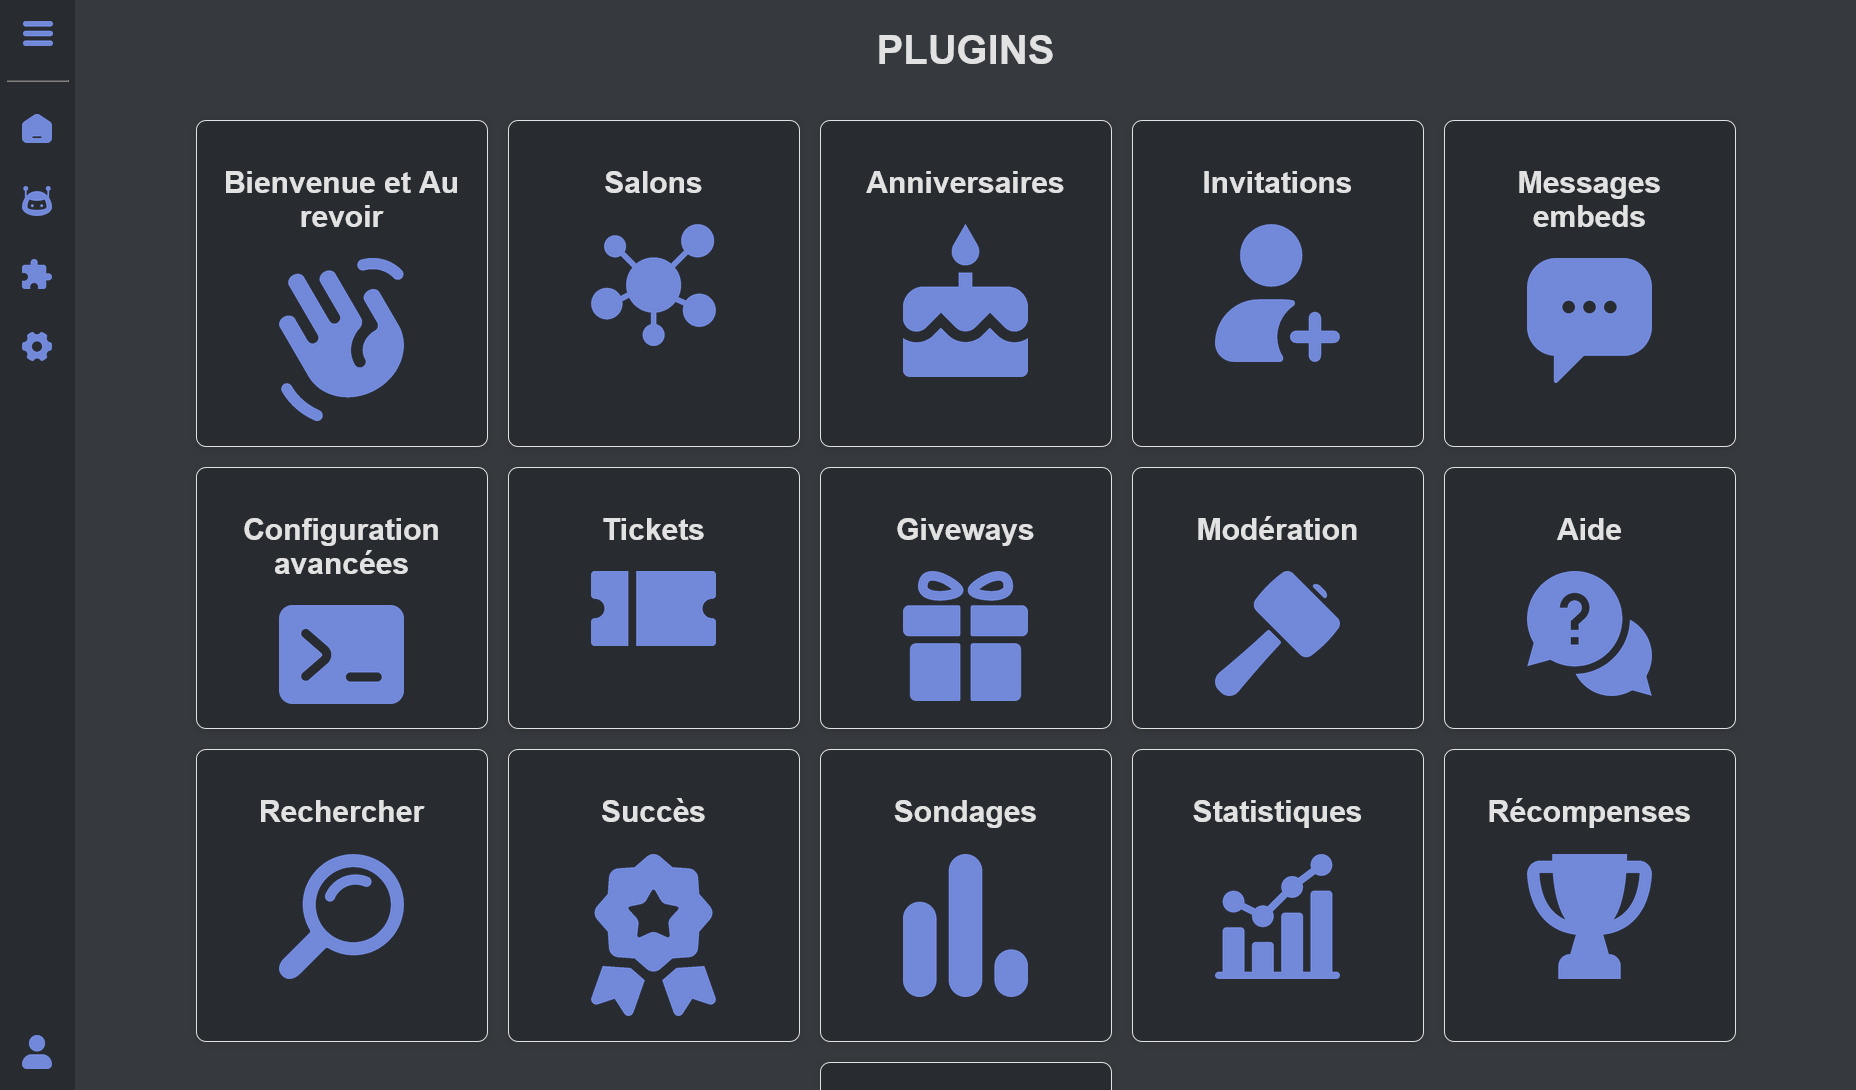 PLUGINS
Bienvenue et Au
revoir
Salons
Anniversaires
Invitations
Messages
embeds
Configuration
avancées
Tickets
Giveways
Modération
Aide
?
Rechercher
Succès
Sondages
Statistiques
Récompenses